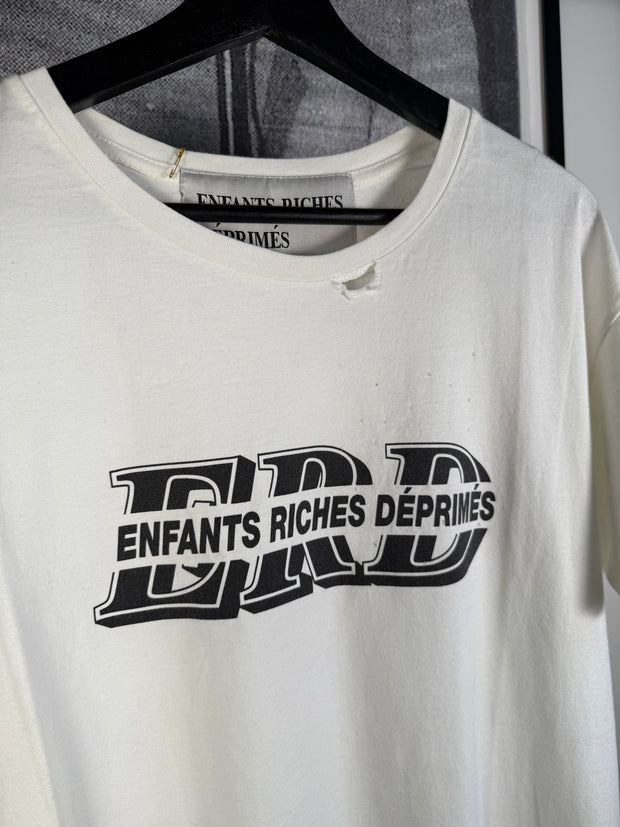 ENFANTS RICHES
DÉPRIMÉS
ERD
ENFANTS RICHES DÉPRIMÉS